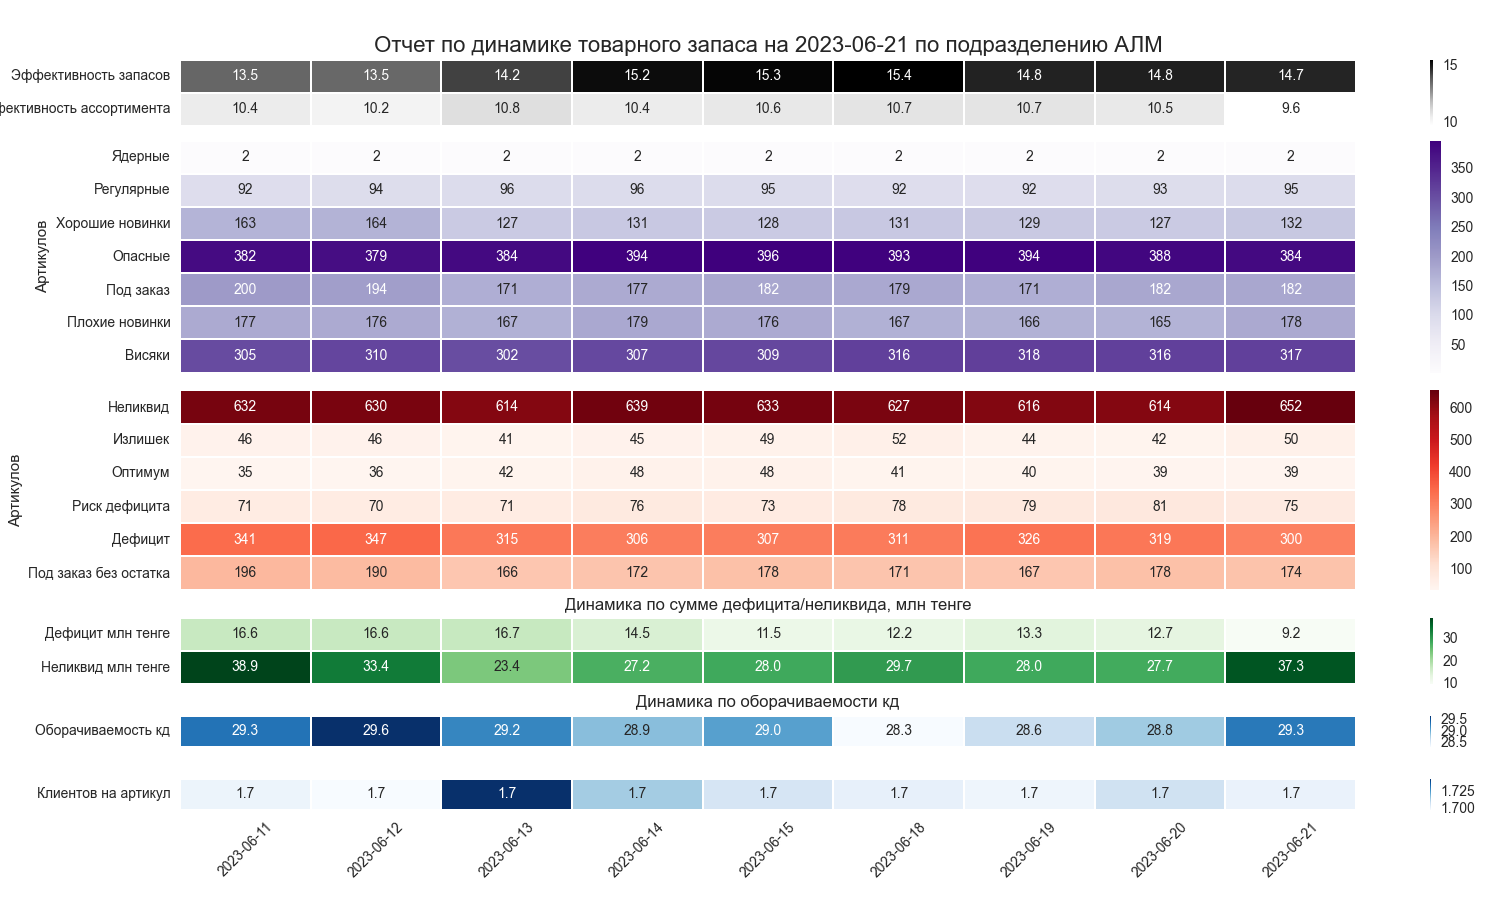 Отчет по динамике товарного запаса на 2023-06-21 по подразделению АЛМ
Эффективность запасов 13.5 13.5 14.2 15.2 15.3 15.4 14.8 14.8 14.7 15
фективность ассортимента 10.4 10.2 10.8 10.4 10.6 10.7 10.7 10.5 9.6 10
Артикулов
Ядерные 2 2 2 2 2 2 2 2 2
Регулярные 92 94 96 96 95 92 92 93 95
Хорошие новинки 163 164 127 131 128 131 129 127 132
Опасные 382 379 384 394 396 393 394 388 384
Под заказ 200 194 171 177 182 179 171 182 182
Плохие новинки 177 176 167 179 176 167 166 165 178
Висяки 305 310 302 307 309 316 318 316 317
350
300
250
200
150
100
50
Артикулов
Неликвид 632 630 614 639 633 627 616 614 652
Излишек 46 46 41 45 49 52 44 42 50
Оптимум 35 36 42 48 48 41 40 39 39
Риск дефицита 71 70 71 76 73 78 79 81 75
Дефицит 341 347 315 306 307 311 326 319 300
Под заказ без остатка 196 190 166 172 178 171 167 178 174
600
500
400
300
200
100
Динамика по сумме дефицита/неликвида, млн тенге
Дефицит млн тенге 16.6 16.6 16.7 14.5 11.5 12.2 13.3 12.7 9.2
Неликвид млн тенге 38.9 33.4 23.4 27.2 28.0 29.7 28.0 27.7 37.3
30
20
10
Динамика по оборачиваемости кд
Оборачиваемость кд 29.3 29.6 29.2 28.9 29.0 28.3 28.6 28.8 29.3
29.5
29.0
28.5
Клиентов на артикул 1.7 1.7 1.7 1.7 1.7 1.7 1.7 1.7 1.7
1.725
1.700
2023-06-11 2023-06-12 2023-06-13 2023-06-14 2023-06-15 2023-06-18 2023-06-19 2023-06-20 2023-06-21